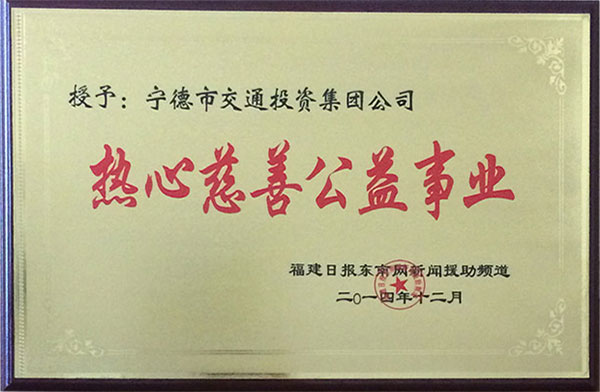 授予：宁德市交通投资集团公司
热心慈善公益事业
福建日报东南网新闻援助频道
二〇一四年十二月